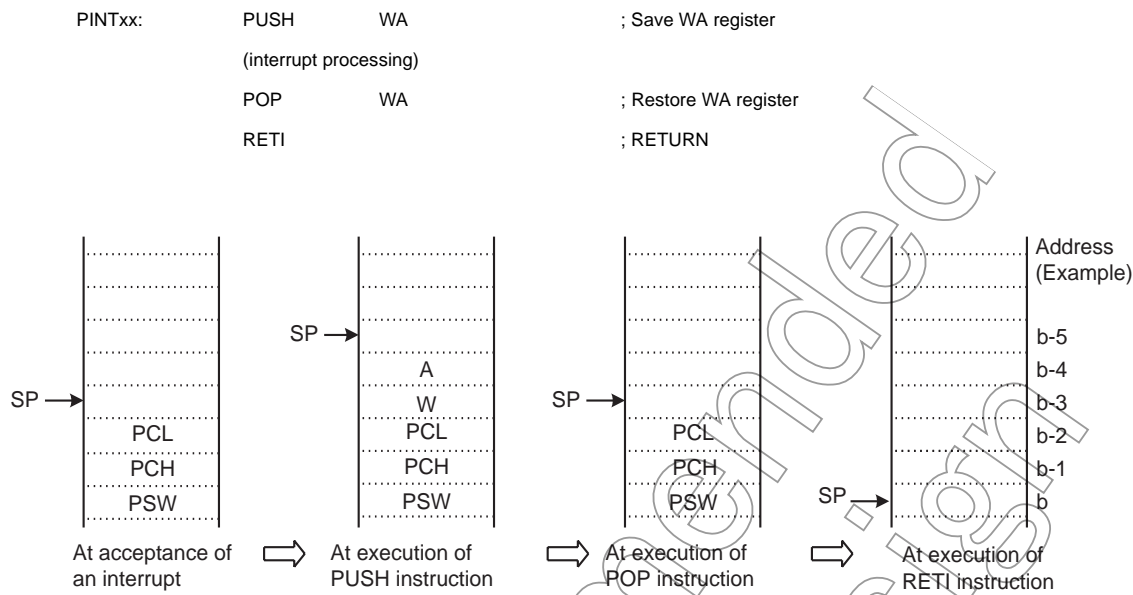 PINTxx: PUSH WA ; Save WA register
(interrupt processing)
POP WA ; Restore WA register
RETI ; RETURN
Address
(Example)
SP
b-5
A
b-4
SP
W
SP
b-3
PCL
PCL
PCL
b-2
PCH
PCH
PCH
b-1
PSW
PSW
PSW
SP
b
At acceptance of
an interrupt
At execution of
PUSH instruction
At execution of
POP instruction
At execution of
RETI instruction